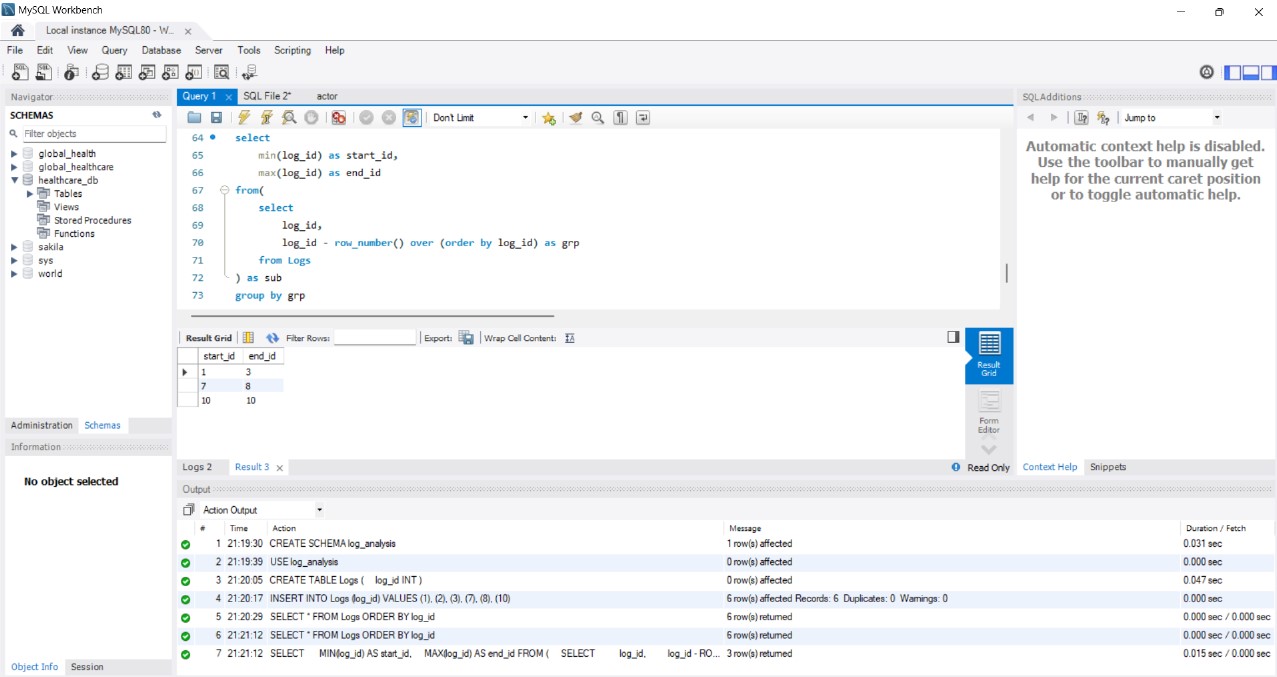 MySQL Workbench
Local instance MySQL80 - W...
File Edit View Query Database Server Tools Scripting Help
Navigator
SCHEMAS
Filter objects
global_health
global_healthcare
healthcare_db
Tables
Views
Stored Procedures
Functions
sakila
sys
world
Administration Schemas
Information
No object selected
Object Info Session
Query 1 SQL File 2* actor
Don't Limit
64 select
65 min(log_id) as start_id,
66 max(log_id) as end_id
67 from(
68 select
69 log_id,
70 log_id - row_number() over (order by log_id) as grp
71 from Logs
72 ) as sub
73 group by grp
Result Grid Filter Rows: Export: Wrap Cell Content:
start_id end_id
1 3
7 8
10 10
Result Grid
Form Editor
Logs 2 Result 3 Read Only
Output
Action Output
# Time Action Message Duration / Fetch
1 21:19:30 CREATE SCHEMA log_analysis 1 row(s) affected 0.031 sec
2 21:19:39 USE log_analysis 0 row(s) affected 0.000 sec
3 21:20:05 CREATE TABLE Logs ( log_id INT ) 0 row(s) affected 0.047 sec
4 21:20:17 INSERT INTO Logs (log_id) VALUES (1), (2), (3), (7), (8), (10) 6 row(s) affected Records: 6 Duplicates: 0 Warnings: 0 0.000 sec
5 21:20:29 SELECT * FROM Logs ORDER BY log_id 6 row(s) returned 0.000 sec / 0.000 sec
6 21:21:12 SELECT * FROM Logs ORDER BY log_id 6 row(s) returned 0.000 sec / 0.000 sec
7 21:21:12 SELECT MIN(log_id) AS start_id, MAX(log_id) AS end_id FROM ( SELECT log_id, log_id - RO... 3 row(s) returned 0.015 sec / 0.000 sec
SQLAdditions
Jump to
Automatic context help is disabled.
Use the toolbar to manually get
help for the current caret position
or to toggle automatic help.
Context Help Snippets